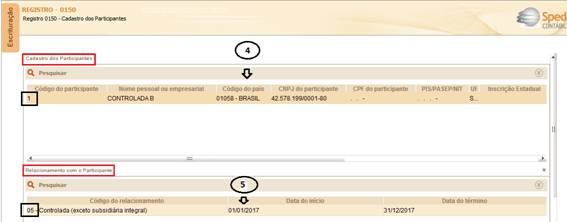 Escrituração
REGISTRO - 0150
Registro 0150 - Cadastro dos Participantes
Sped
CONTÁBIL
4
Cadastro dos Participantes
Pesquisar
Código do participante Nome pessoal ou empresarial Código do país CNPJ do participante CPF do participante PIS/PASEP/NIT UF Inscrição Estadual
1 CONTROLADA B 01058 - BRASIL 42.578.199/0001-80 . . - . . . - S...
Relacionamento com o Participante
Pesquisar
5
Código do relacionamento Data do início Data do término
05 - Controlada (exceto subsidiária integral) 01/01/2017 31/12/2017